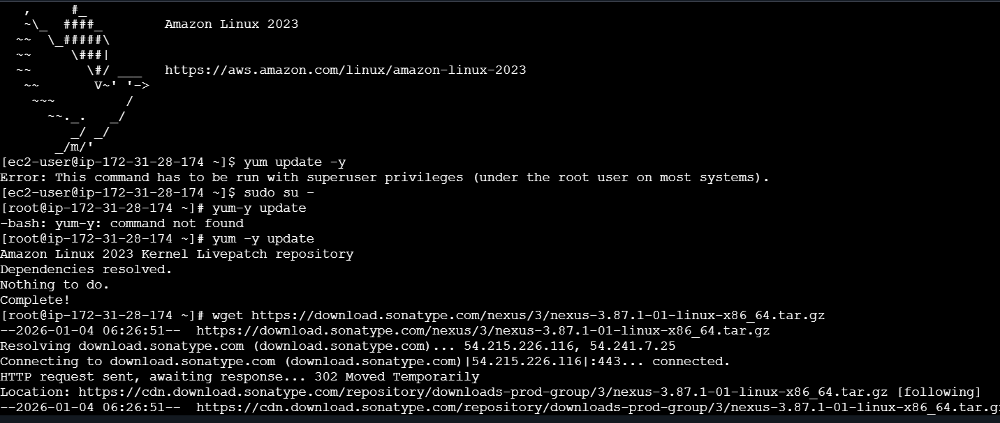 ,     #_
   ~\_  ####_        Amazon Linux 2023
  ~~  \_#####\
  ~~     \###|
  ~~       \#/ ___   https://aws.amazon.com/linux/amazon-linux-2023
   ~~       V~' '->
    ~~~         /
      ~~._.   _/
         _/ _/
       _/m/'
[ec2-user@ip-172-31-28-174 ~]$ yum update -y
Error: This command has to be run with superuser privileges (under the root user on most systems).
[ec2-user@ip-172-31-28-174 ~]$ sudo su -
[root@ip-172-31-28-174 ~]# yum-y update
-bash: yum-y: command not found
[root@ip-172-31-28-174 ~]# yum -y update
Amazon Linux 2023 Kernel Livepatch repository
Dependencies resolved.
Nothing to do.
Complete!
[root@ip-172-31-28-174 ~]# wget https://download.sonatype.com/nexus/3/nexus-3.87.1-01-linux-x86_64.tar.gz
--2026-01-04 06:26:51--  https://download.sonatype.com/nexus/3/nexus-3.87.1-01-linux-x86_64.tar.gz
Resolving download.sonatype.com (download.sonatype.com)... 54.215.226.116, 54.241.7.25
Connecting to download.sonatype.com (download.sonatype.com)|54.215.226.116|:443... connected.
HTTP request sent, awaiting response... 302 Moved Temporarily
Location: https://cdn.download.sonatype.com/repository/downloads-prod-group/3/nexus-3.87.1-01-linux-x86_64.tar.gz [following]
--2026-01-04 06:26:51--  https://cdn.download.sonatype.com/repository/downloads-prod-group/3/nexus-3.87.1-01-linux-x86_64.tar.g